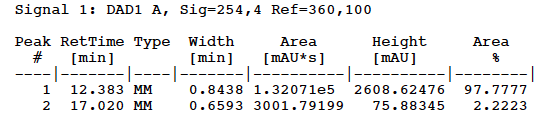 Signal 1: DAD1 A, Sig=254,4 Ref=360,100
Peak RetTime Type  Width     Area      Height     Area
  #   [min]        [min]   [mAU*s]     [mAU]        %
----|-------|----|-------|----------|----------|--------|
   1  12.383 MM    0.8438 1.32071e5  2608.62476  97.7777
   2  17.020 MM    0.6593 3001.79199   75.88345   2.2223